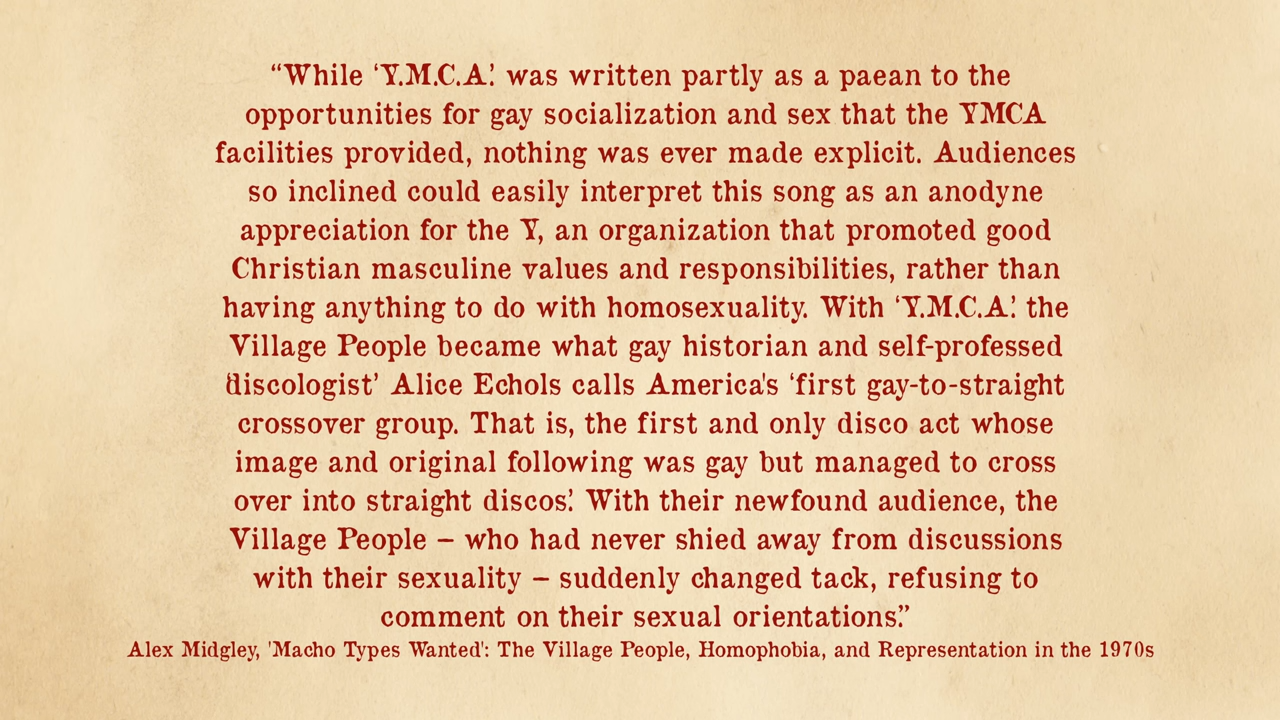 “While ‘Y.M.C.A.’ was written partly as a paean to the
opportunities for gay socialization and sex that the YMCA
facilities provided, nothing was ever made explicit. Audiences
so inclined could easily interpret this song as an anodyne
appreciation for the Y, an organization that promoted good
Christian masculine values and responsibilities, rather than
having anything to do with homosexuality. With ‘Y.M.C.A.’ the
Village People became what gay historian and self-professed
‘discologist’ Alice Echols calls America's ‘first gay-to-straight
crossover group. That is, the first and only disco act whose
image and original following was gay but managed to cross
over into straight discos.’ With their newfound audience, the
Village People – who had never shied away from discussions
with their sexuality – suddenly changed tack, refusing to
comment on their sexual orientations.”
Alex Midgley, 'Macho Types Wanted': The Village People, Homophobia, and Representation in the 1970s